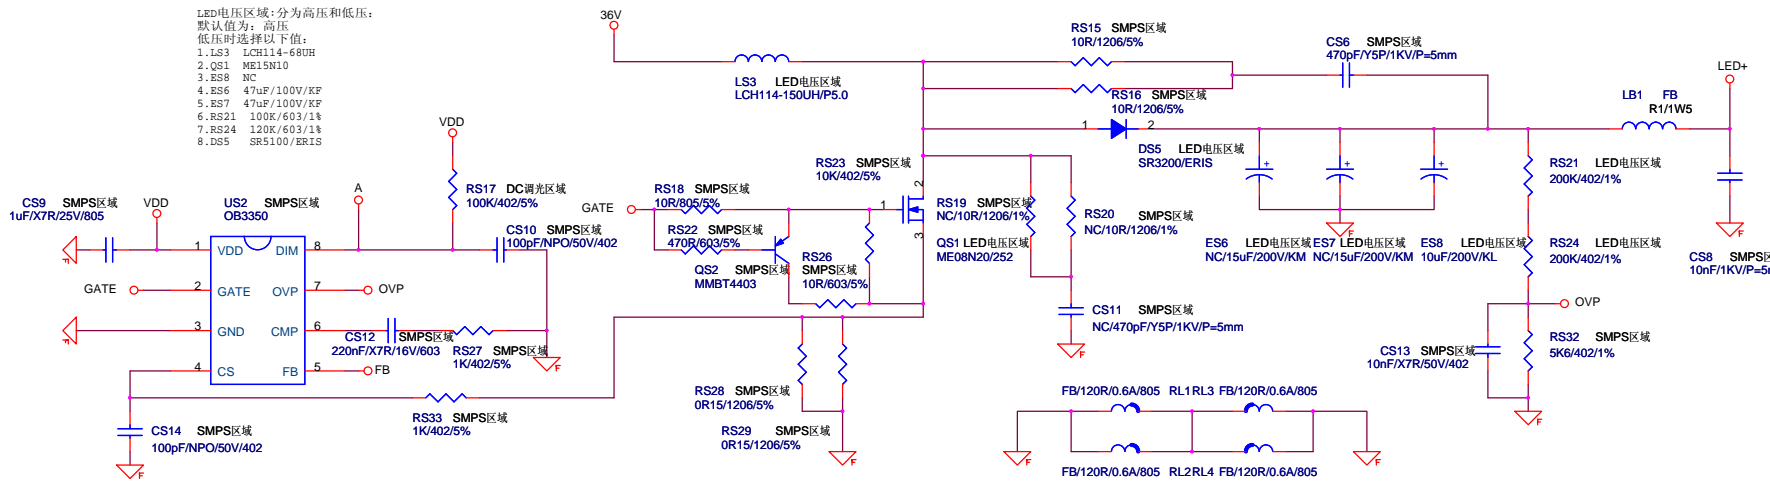 LED电压区域:分为高压和低压:
默认值为: 高压
低压时选择以下值:
1.LS3 LCH114-68UH
2.QS1 ME15N10
3.ES8 NC
4.ES6 47uF/100V/KF
5.ES7 47uF/100V/KF
6.RS21 100K/603/1%
7.RS24 120K/603/1%
8.DS5 SR5100/ERIS
36V
LS3 LED电压区域
LCH114-150UH/P5.0
RS15 SMPS区域
10R/1206/5%
RS16 SMPS区域
10R/1206/5%
CS6 SMPS区域
470pF/Y5P/1KV/P=5mm
LED+
LB1 FB
R1/1W5
1 2
DS5 LED电压区域
SR3200/ERIS
VDD
RS17 DC调光区域
100K/402/5%
A
VDD
CS9 SMPS区域
1uF/X7R/25V/805
US2 SMPS区域
OB3350
1 VDD DIM 8
2 GATE OVP 7
3 GND CMP 6
4 CS FB 5
GATE
OVP
FB
CS10 SMPS区域
100pF/NPO/50V/402
CS12 SMPS区域
220nF/X7R/16V/603
RS27 SMPS区域
1K/402/5%
RS33 SMPS区域
1K/402/5%
CS14 SMPS区域
100pF/NPO/50V/402
GATE
RS18 SMPS区域
10R/805/5%
RS22 SMPS区域
470R/603/5%
QS2 SMPS区域
MMBT4403
RS23 SMPS区域
10K/402/5%
RS26 SMPS区域
10R/603/5%
1
2
3
RS19 SMPS区域
NC/10R/1206/1%
QS1 LED电压区域
ME08N20/252
RS20 SMPS区域
NC/10R/1206/1%
CS11 SMPS区域
NC/470pF/Y5P/1KV/P=5mm
RS28 SMPS区域
0R15/1206/5%
RS29 SMPS区域
0R15/1206/5%
ES6 LED电压区域
NC/15uF/200V/KM
ES7 LED电压区域
NC/15uF/200V/KM
ES8 LED电压区域
10uF/200V/KL
RS21 LED电压区域
200K/402/1%
RS24 LED电压区域
200K/402/1%
OVP
RS32 SMPS区域
5K6/402/1%
CS13 SMPS区域
10nF/X7R/50V/402
CS8 SMPS
10nF/1KV/P=5
FB/120R/0.6A/805 RL1 RL3 FB/120R/0.6A/805
FB/120R/0.6A/805 RL2 RL4 FB/120R/0.6A/805
F
F
F
F
F
F
F
F
F
F
F